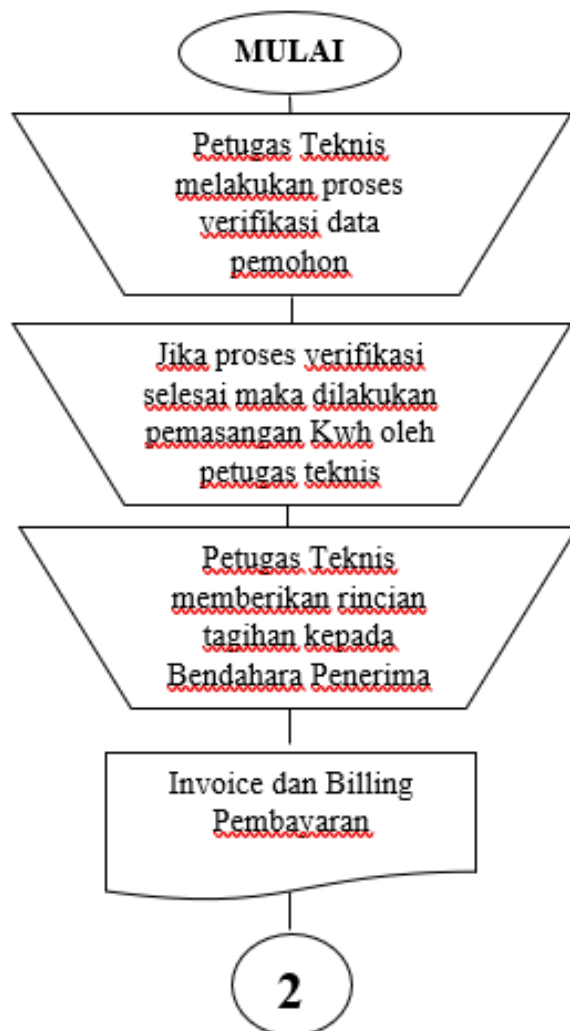 MULAI
Petugas Teknis
melakukan proses
verifikasi data
pemohon
Jika proses verifikasi
selesai maka dilakukan
pemasangan Kwh oleh
petugas teknis
Petugas Teknis
memberikan rincian
tagihan kepada
Bendahara Penerima
Invoice dan Billing
Pembayaran
2